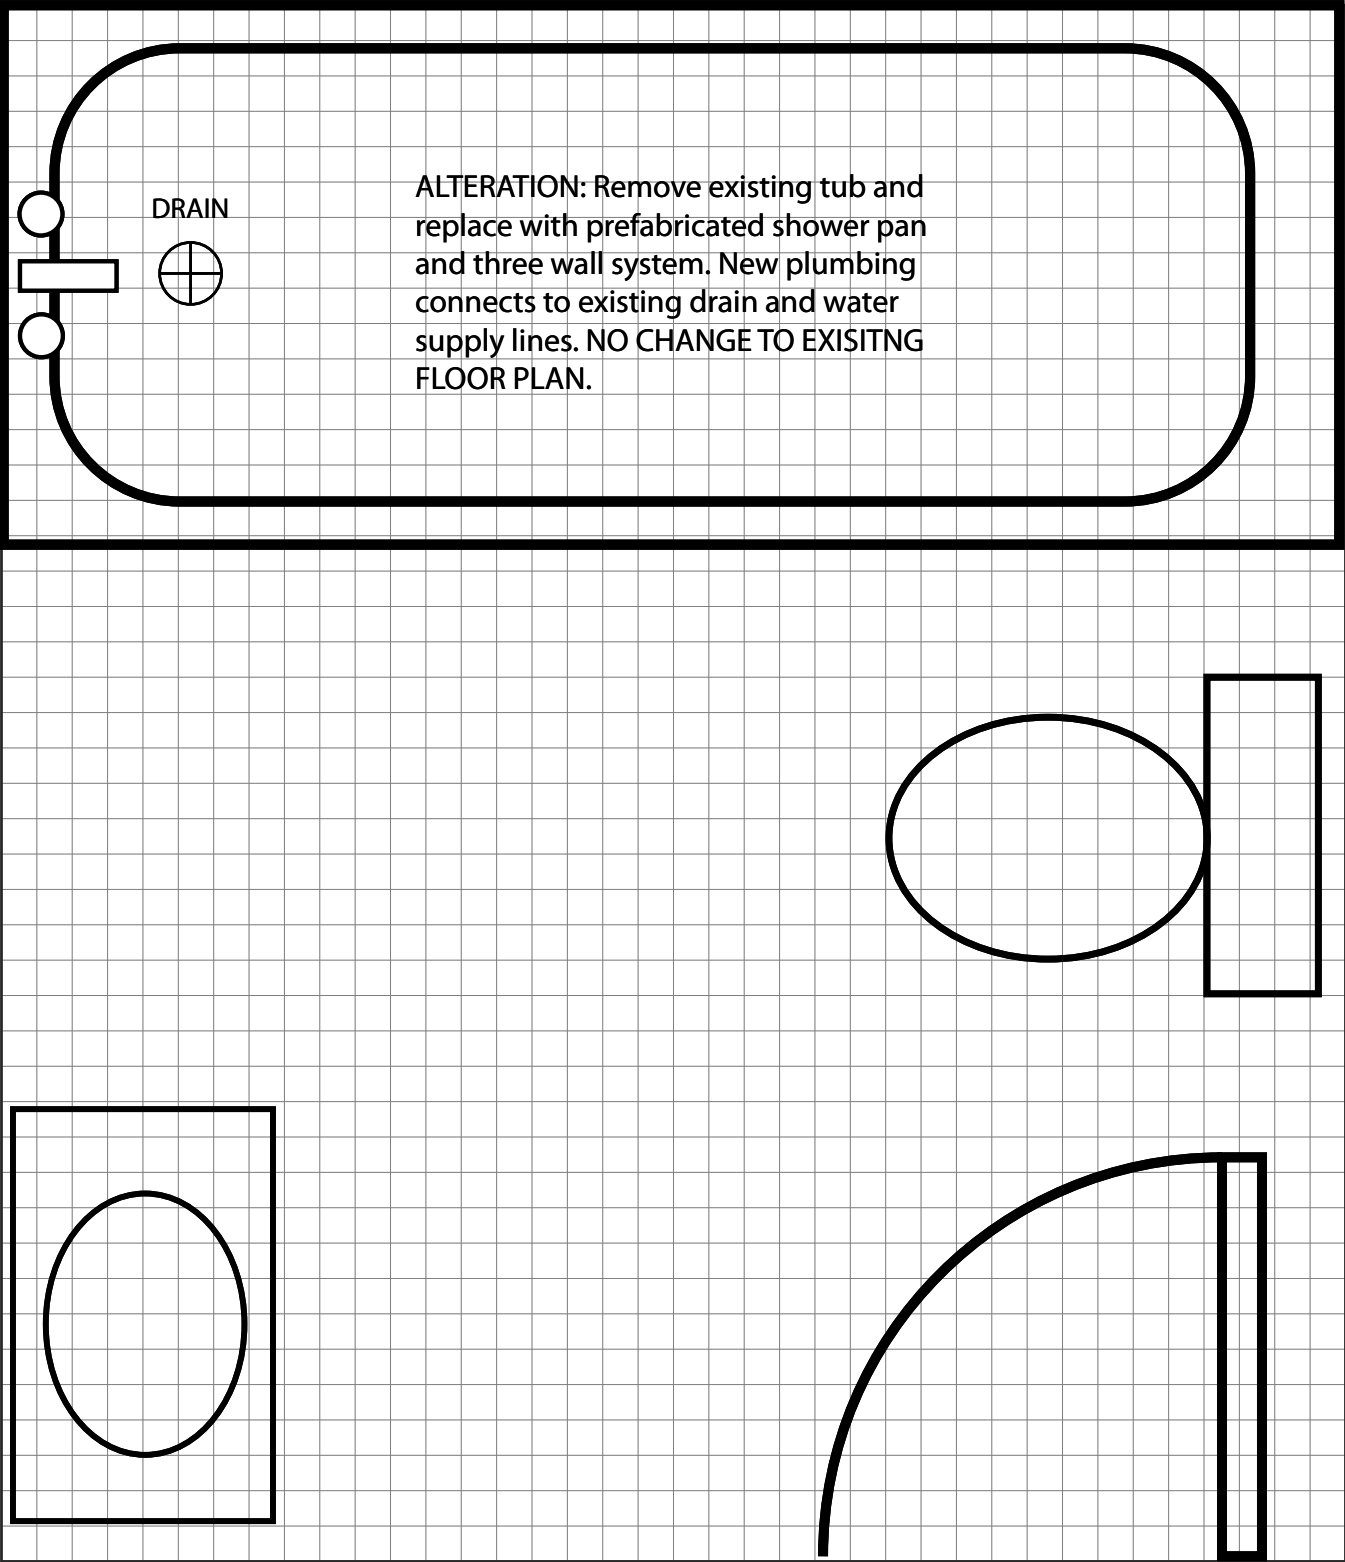 DRAIN
ALTERATION: Remove existing tub and
replace with prefabricated shower pan
and three wall system. New plumbing
connects to existing drain and water
supply lines. NO CHANGE TO EXISITNG
FLOOR PLAN.